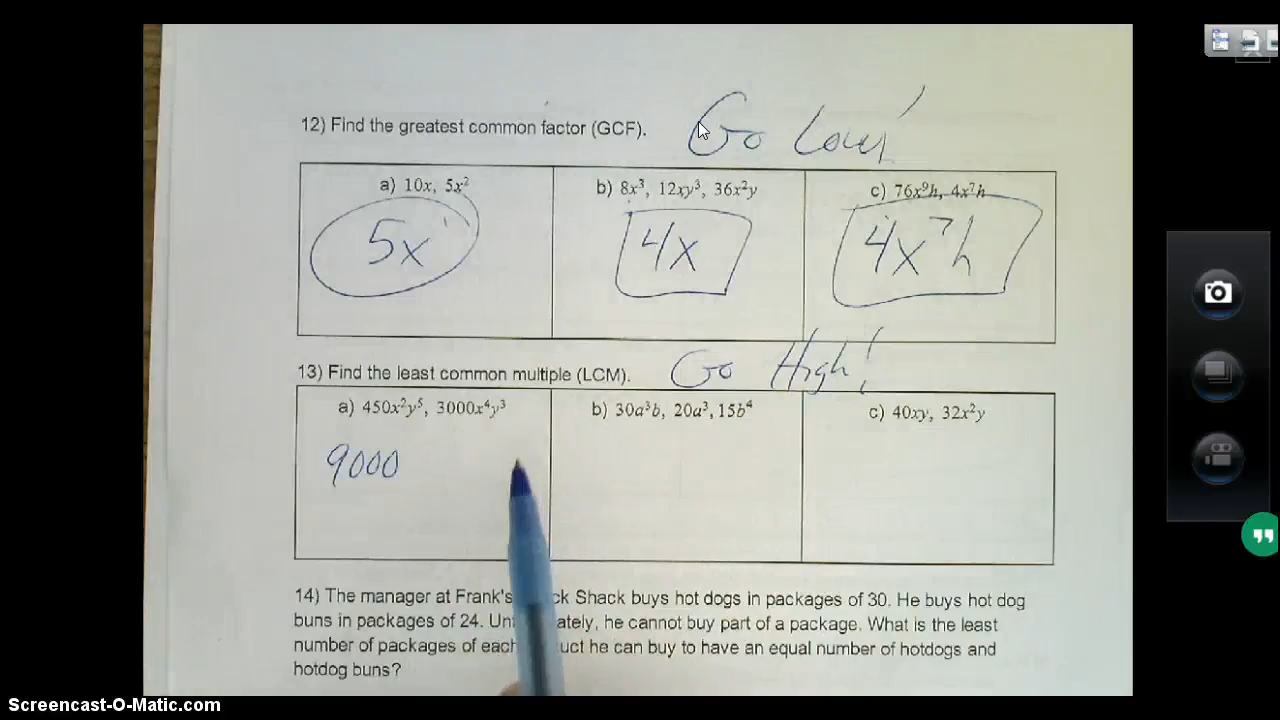 12) Find the greatest common factor (GCF). Go Low!
a) 10x, 5x² b) 8x³, 12xy³, 36x²y c) 76x⁹h, 4x⁷h
5x 4x 4x⁷h
13) Find the least common multiple (LCM). Go High!
a) 450x²y⁵, 3000x⁴y³ b) 30a³b, 20a³, 15b⁴ c) 40xy, 32x²y
9000
14) The manager at Frank's Shack buys hot dogs in packages of 30. He buys hot dog
buns in packages of 24. he cannot buy part of a package. What is the least
number of packages of each he can buy to have an equal number of hotdogs and
hotdog buns?
Screencast-O-Matic.com